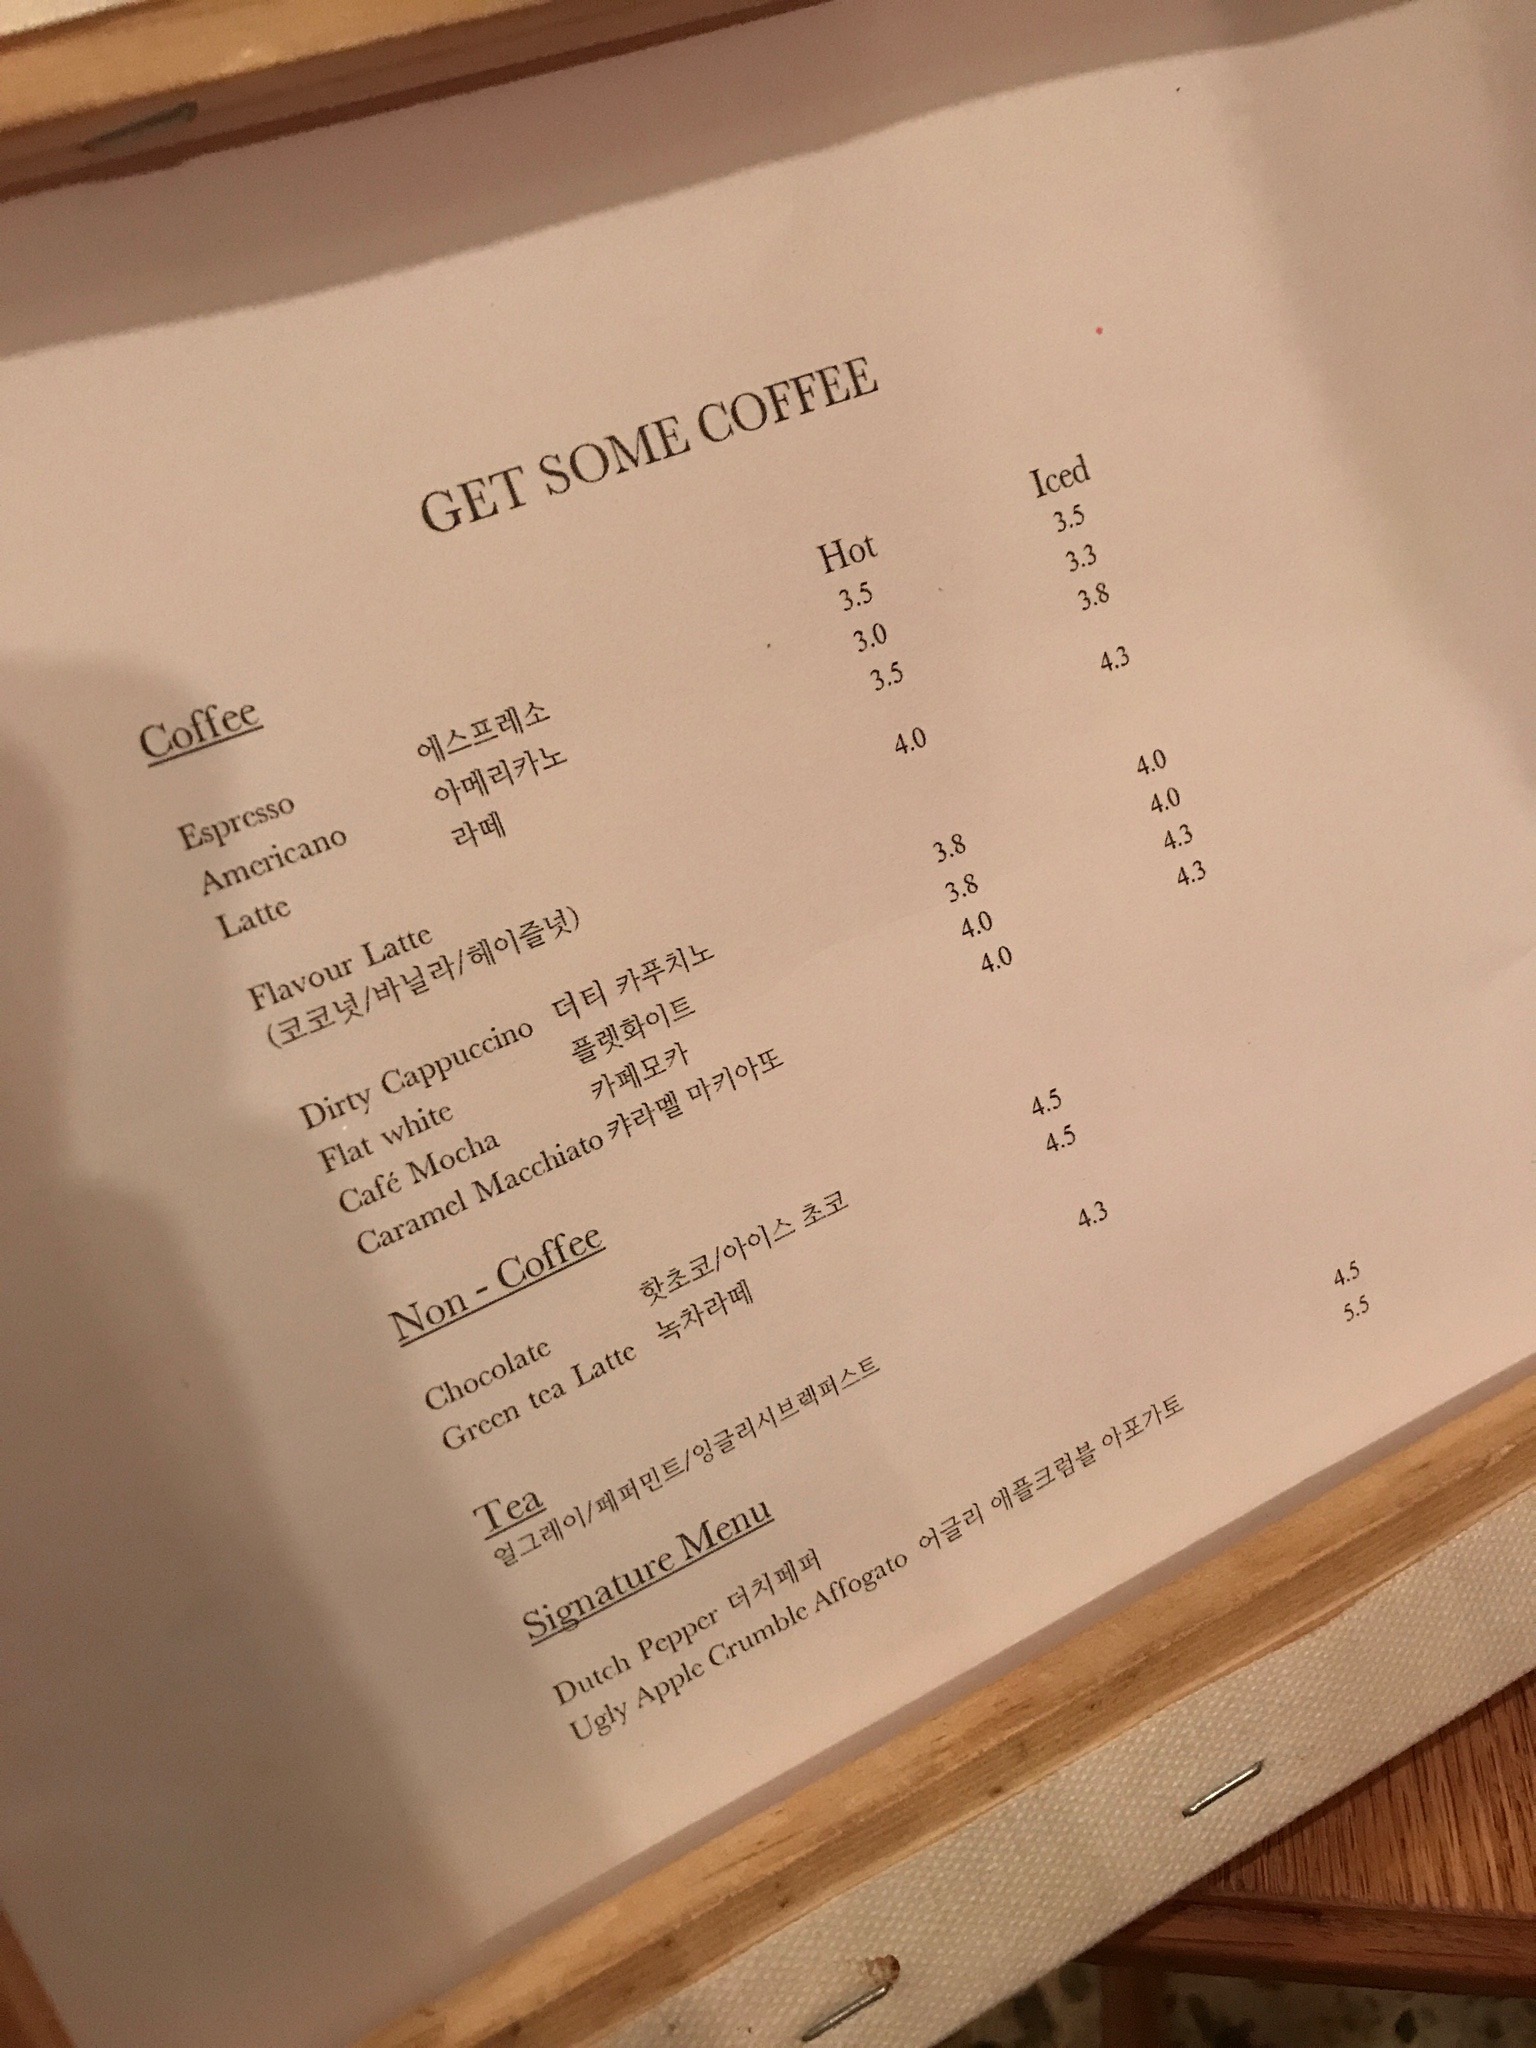 GET SOME COFFEE
Hot Iced
Coffee
Espresso 에스프레소 3.5 3.5
Americano 아메리카노 3.0 3.3
Latte 라떼 3.5 3.8
Flavour Latte 4.0 4.3
(코코넛/바닐라/헤이즐넛)
Dirty Cappuccino 더티 카푸치노 3.8 4.0
Flat white 플렛화이트 3.8 4.0
Café Mocha 카페모카 4.0 4.3
Caramel Macchiato 캬라멜 마키아또 4.0 4.3
Non - Coffee
Chocolate 핫초코/아이스 초코 4.5
Green tea Latte 녹차라떼 4.5
Tea 4.3
얼그레이/페퍼민트/잉글리시브렉퍼스트
Signature Menu
Dutch Pepper 더치페퍼 4.5
Ugly Apple Crumble Affogato 어글리 애플크럼블 아포가토 5.5